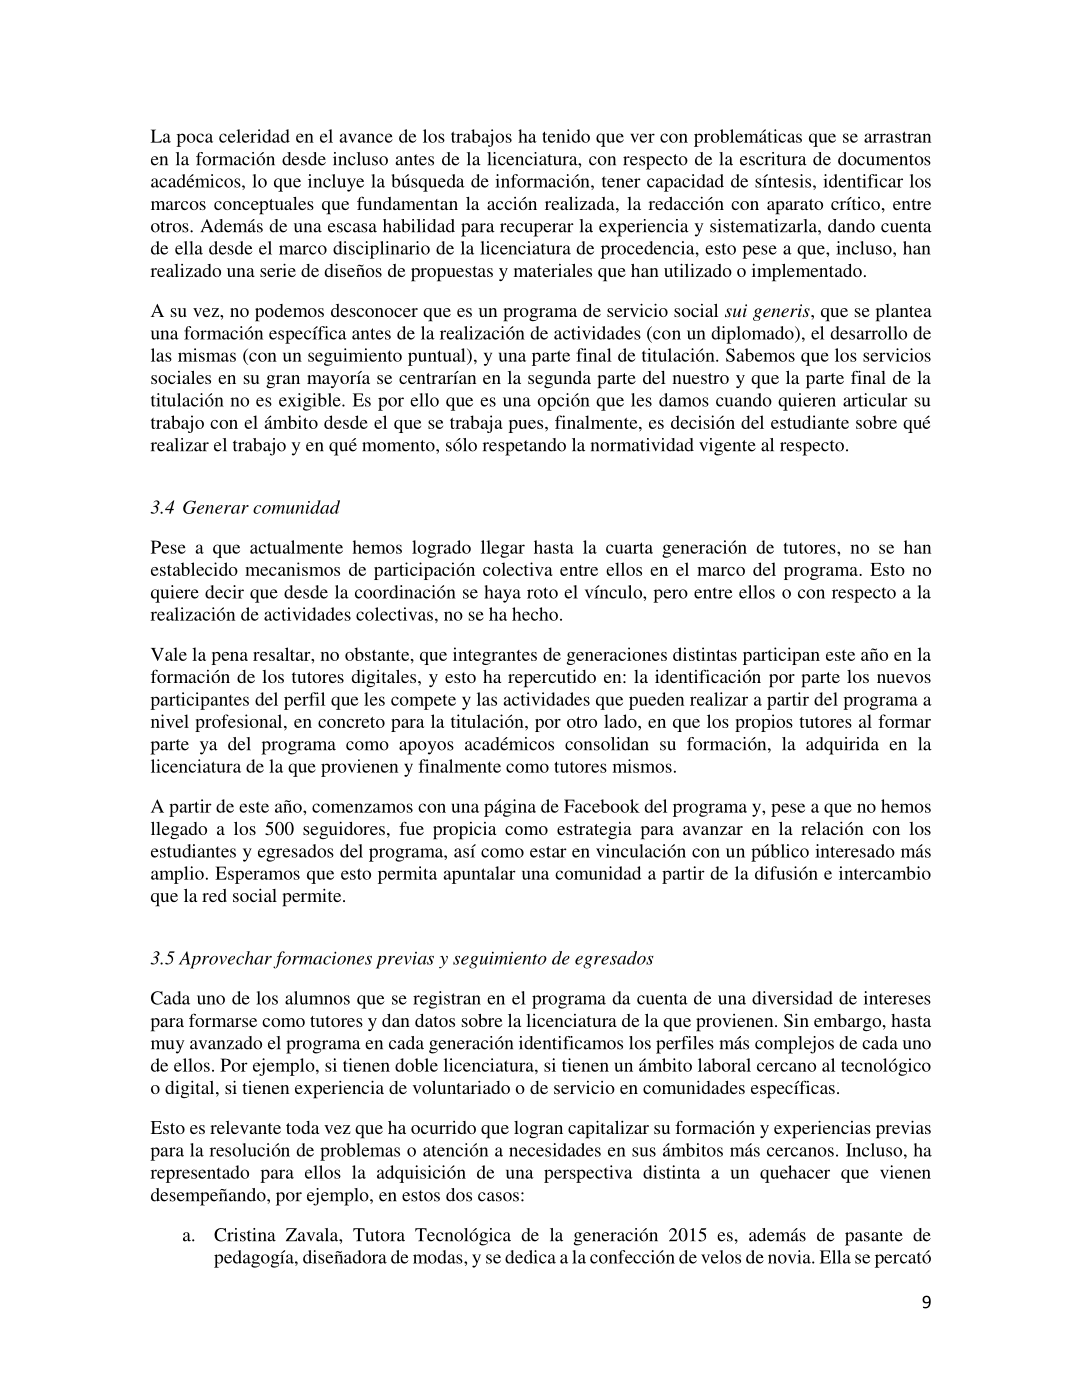 La poca celeridad en el avance de los trabajos ha tenido que ver con problemáticas que se arrastran
en la formación desde incluso antes de la licenciatura, con respecto de la escritura de documentos
académicos, lo que incluye la búsqueda de información, tener capacidad de síntesis, identificar los
marcos conceptuales que fundamentan la acción realizada, la redacción con aparato crítico, entre
otros. Además de una escasa habilidad para recuperar la experiencia y sistematizarla, dando cuenta
de ella desde el marco disciplinario de la licenciatura de procedencia, esto pese a que, incluso, han
realizado una serie de diseños de propuestas y materiales que han utilizado o implementado.
A su vez, no podemos desconocer que es un programa de servicio social sui generis, que se plantea
una formación específica antes de la realización de actividades (con un diplomado), el desarrollo de
las mismas (con un seguimiento puntual), y una parte final de titulación. Sabemos que los servicios
sociales en su gran mayoría se centrarían en la segunda parte del nuestro y que la parte final de la
titulación no es exigible. Es por ello que es una opción que les damos cuando quieren articular su
trabajo con el ámbito desde el que se trabaja pues, finalmente, es decisión del estudiante sobre qué
realizar el trabajo y en qué momento, sólo respetando la normatividad vigente al respecto.
3.4 Generar comunidad
Pese a que actualmente hemos logrado llegar hasta la cuarta generación de tutores, no se han
establecido mecanismos de participación colectiva entre ellos en el marco del programa. Esto no
quiere decir que desde la coordinación se haya roto el vínculo, pero entre ellos o con respecto a la
realización de actividades colectivas, no se ha hecho.
Vale la pena resaltar, no obstante, que integrantes de generaciones distintas participan este año en la
formación de los tutores digitales, y esto ha repercutido en: la identificación por parte los nuevos
participantes del perfil que les compete y las actividades que pueden realizar a partir del programa a
nivel profesional, en concreto para la titulación, por otro lado, en que los propios tutores al formar
parte ya del programa como apoyos académicos consolidan su formación, la adquirida en la
licenciatura de la que provienen y finalmente como tutores mismos.
A partir de este año, comenzamos con una página de Facebook del programa y, pese a que no hemos
llegado a los 500 seguidores, fue propicia como estrategia para avanzar en la relación con los
estudiantes y egresados del programa, así como estar en vinculación con un público interesado más
amplio. Esperamos que esto permita apuntalar una comunidad a partir de la difusión e intercambio
que la red social permite.
3.5 Aprovechar formaciones previas y seguimiento de egresados
Cada uno de los alumnos que se registran en el programa da cuenta de una diversidad de intereses
para formarse como tutores y dan datos sobre la licenciatura de la que provienen. Sin embargo, hasta
muy avanzado el programa en cada generación identificamos los perfiles más complejos de cada uno
de ellos. Por ejemplo, si tienen doble licenciatura, si tienen un ámbito laboral cercano al tecnológico
o digital, si tienen experiencia de voluntariado o de servicio en comunidades específicas.
Esto es relevante toda vez que ha ocurrido que logran capitalizar su formación y experiencias previas
para la resolución de problemas o atención a necesidades en sus ámbitos más cercanos. Incluso, ha
representado para ellos la adquisición de una perspectiva distinta a un quehacer que vienen
desempeñando, por ejemplo, en estos dos casos:
a. Cristina Zavala, Tutora Tecnológica de la generación 2015 es, además de pasante de
pedagogía, diseñadora de modas, y se dedica a la confección de velos de novia. Ella se percató
9